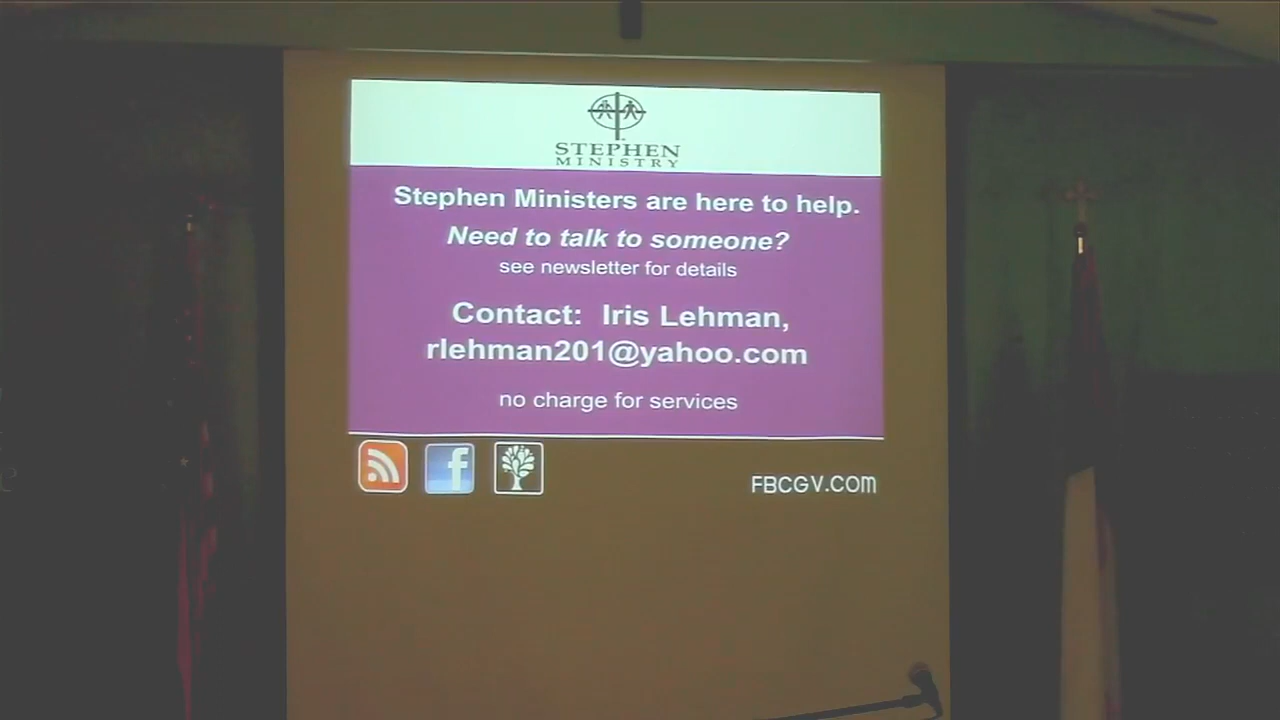 STEPHEN
MINISTRY
Stephen Ministers are here to help.
Need to talk to someone?
see newsletter for details
Contact: Iris Lehman,
rlehman201@yahoo.com
no charge for services
f
FBCGV.COM